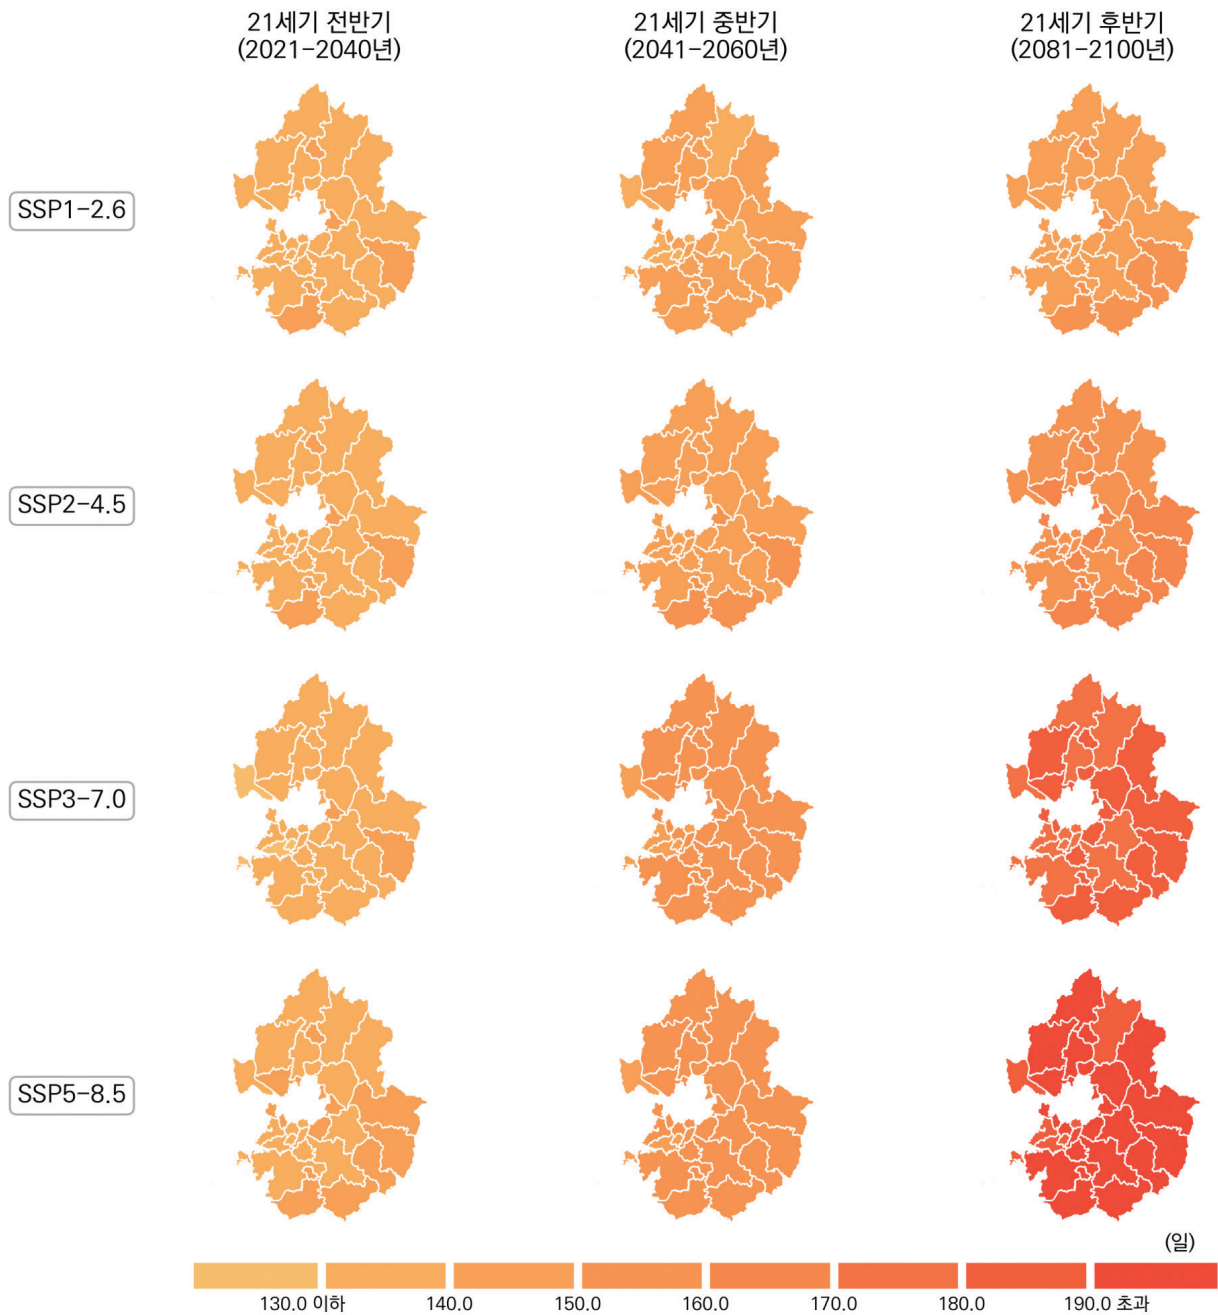 21세기 전반기
(2021-2040년)
21세기 중반기
(2041-2060년)
21세기 후반기
(2081-2100년)
SSP1-2.6
SSP2-4.5
SSP3-7.0
SSP5-8.5
(일)
130.0 이하 140.0 150.0 160.0 170.0 180.0 190.0 초과